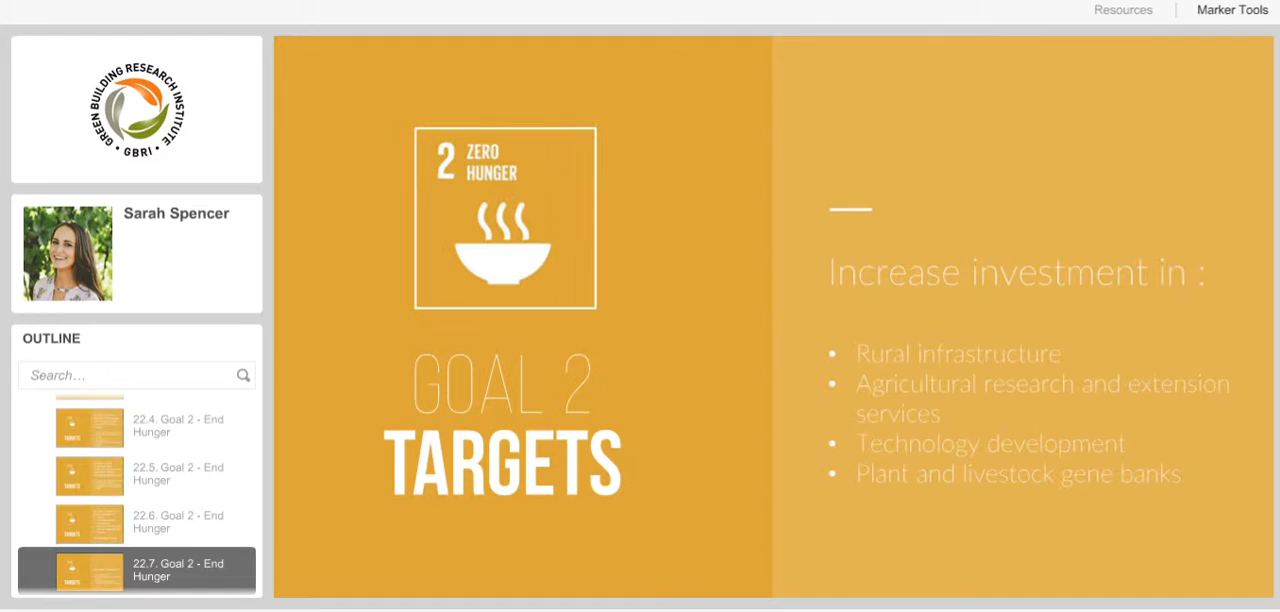 Resources
Marker Tools
GREEN BUILDING RESEARCH INSTITUTE
• GBRI •
Sarah Spencer
OUTLINE
Search...
22.4. Goal 2 - End
Hunger
22.5. Goal 2 - End
Hunger
22.6. Goal 2 - End
Hunger
22.7. Goal 2 - End
Hunger
2 ZERO
HUNGER
GOAL 2
TARGETS
Increase investment in :
• Rural infrastructure
• Agricultural research and extension
services
• Technology development
• Plant and livestock gene banks